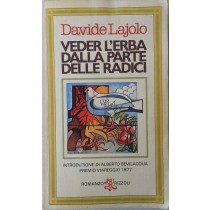 Davide Lajolo
VEDER L'ERBA
DALLA PARTE
DELLE RADICI
INTRODUZIONE DI ALBERTO BEVILACQUA
PREMIO VIAREGGIO 1977
ROMANZO
RIZZOLI